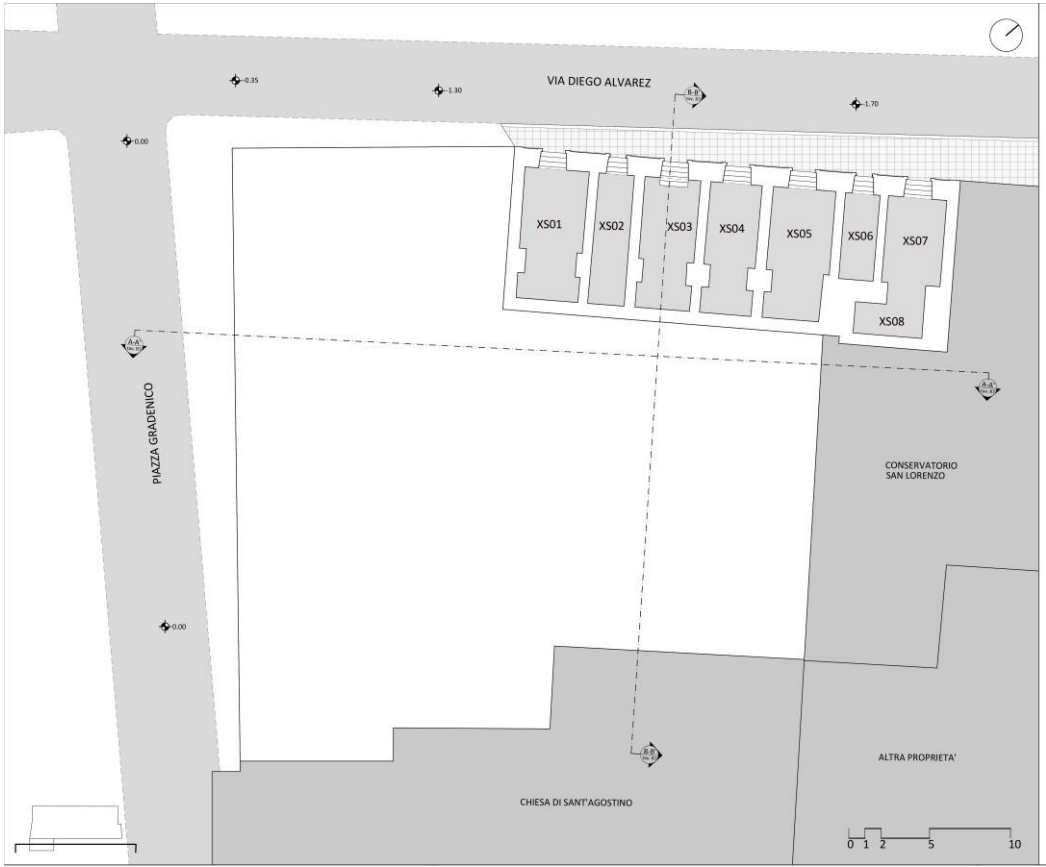 VIA DIEGO ALVAREZ
-0.35
-1.30
B-B'
-1.70
0.00
XS01
XS02
XS03
XS04
XS05
XS06
XS07
XS08
A-A'
A-A'
PIAZZA GRADENICO
CONSERVATORIO
SAN LORENZO
0.00
B-B'
ALTRA PROPRIETA'
CHIESA DI SANT'AGOSTINO
0 1 2 5 10